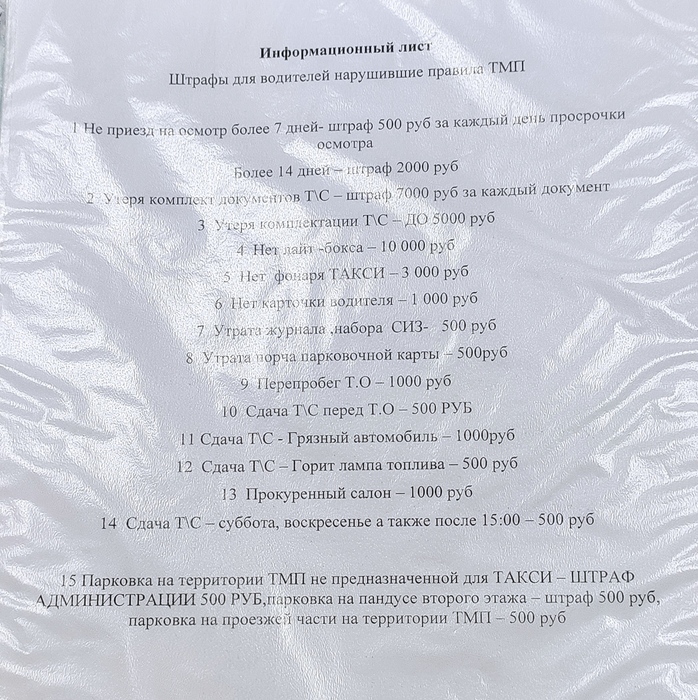 Информационный лист
Штрафы для водителей нарушившие правила ТМП
1 Не приезд на осмотр более 7 дней- штраф 500 руб за каждый день просрочки
осмотра
Более 14 дней – штраф 2000 руб
2 Утеря комплект документов Т\С – штраф 7000 руб за каждый документ
3 Утеря комплектации Т\С – ДО 5000 руб
4 Нет лайт -бокса – 10 000 руб
5 Нет фонаря ТАКСИ – 3 000 руб
6 Нет карточки водителя – 1 000 руб
7 Утрата журнала ,набора СИЗ- 500 руб
8 Утрата порча парковочной карты – 500руб
9 Перепробег Т.О – 1000 руб
10 Сдача Т\С перед Т.О – 500 РУБ
11 Сдача Т\С - Грязный автомобиль – 1000руб
12 Сдача Т\С – Горит лампа топлива – 500 руб
13 Прокуренный салон – 1000 руб
14 Сдача Т\С – суббота, воскресенье а также после 15:00 – 500 руб
15 Парковка на территории ТМП не предназначенной для ТАКСИ – ШТРАФ
АДМИНИСТРАЦИИ 500 РУБ,парковка на пандусе второго этажа – штраф 500 руб,
парковка на проезжей части на территории ТМП – 500 руб